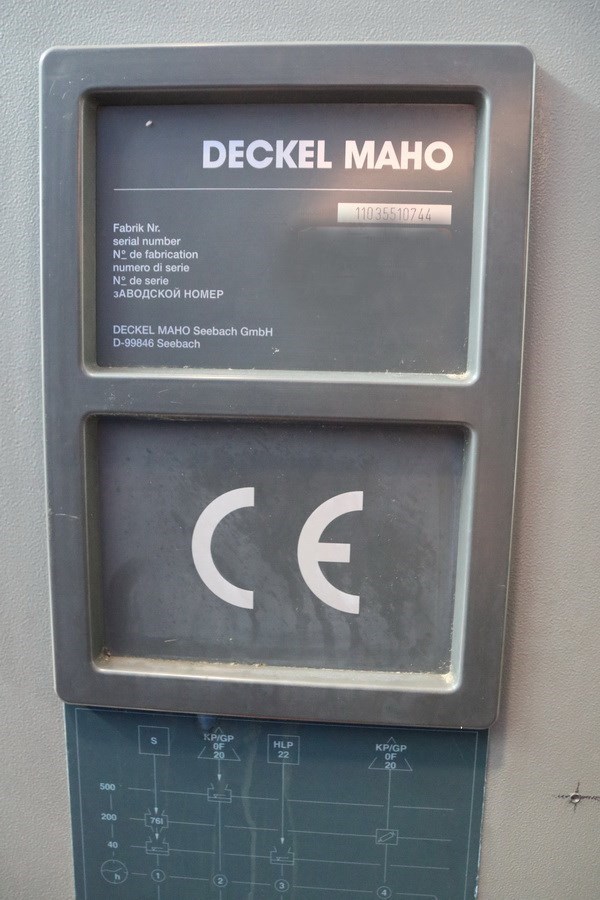 DECKEL MAHO
11035510744
Fabrik Nr.
serial number
Nº de fabrication
numero di serie
Nº de serie
зАВОДСКОЙ НОМЕР
DECKEL MAHO Seebach GmbH
D-99846 Seebach
CE
S
KP/GP
0F
20
HLP
22
KP/GP
0F
20
500
200
76l
40
h
1
2
3
4